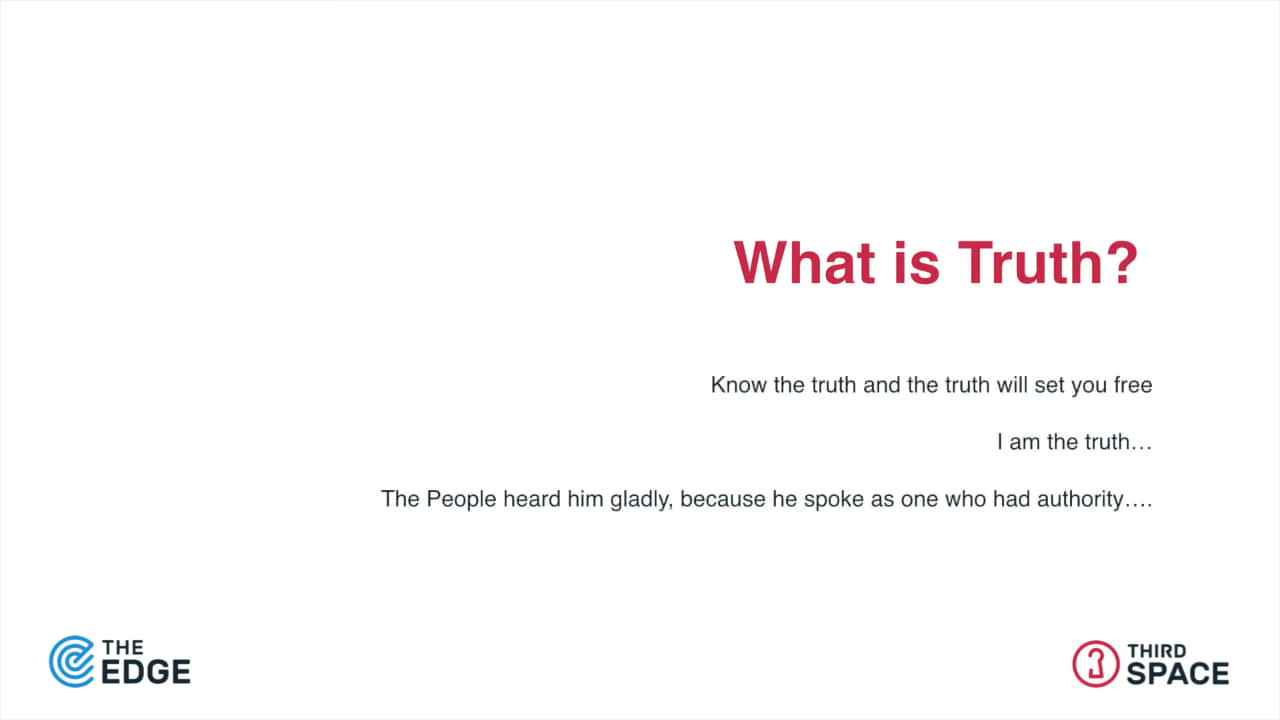 What is Truth?
Know the truth and the truth will set you free
I am the truth…
The People heard him gladly, because he spoke as one who had authority….
THE
EDGE
THIRD
SPACE